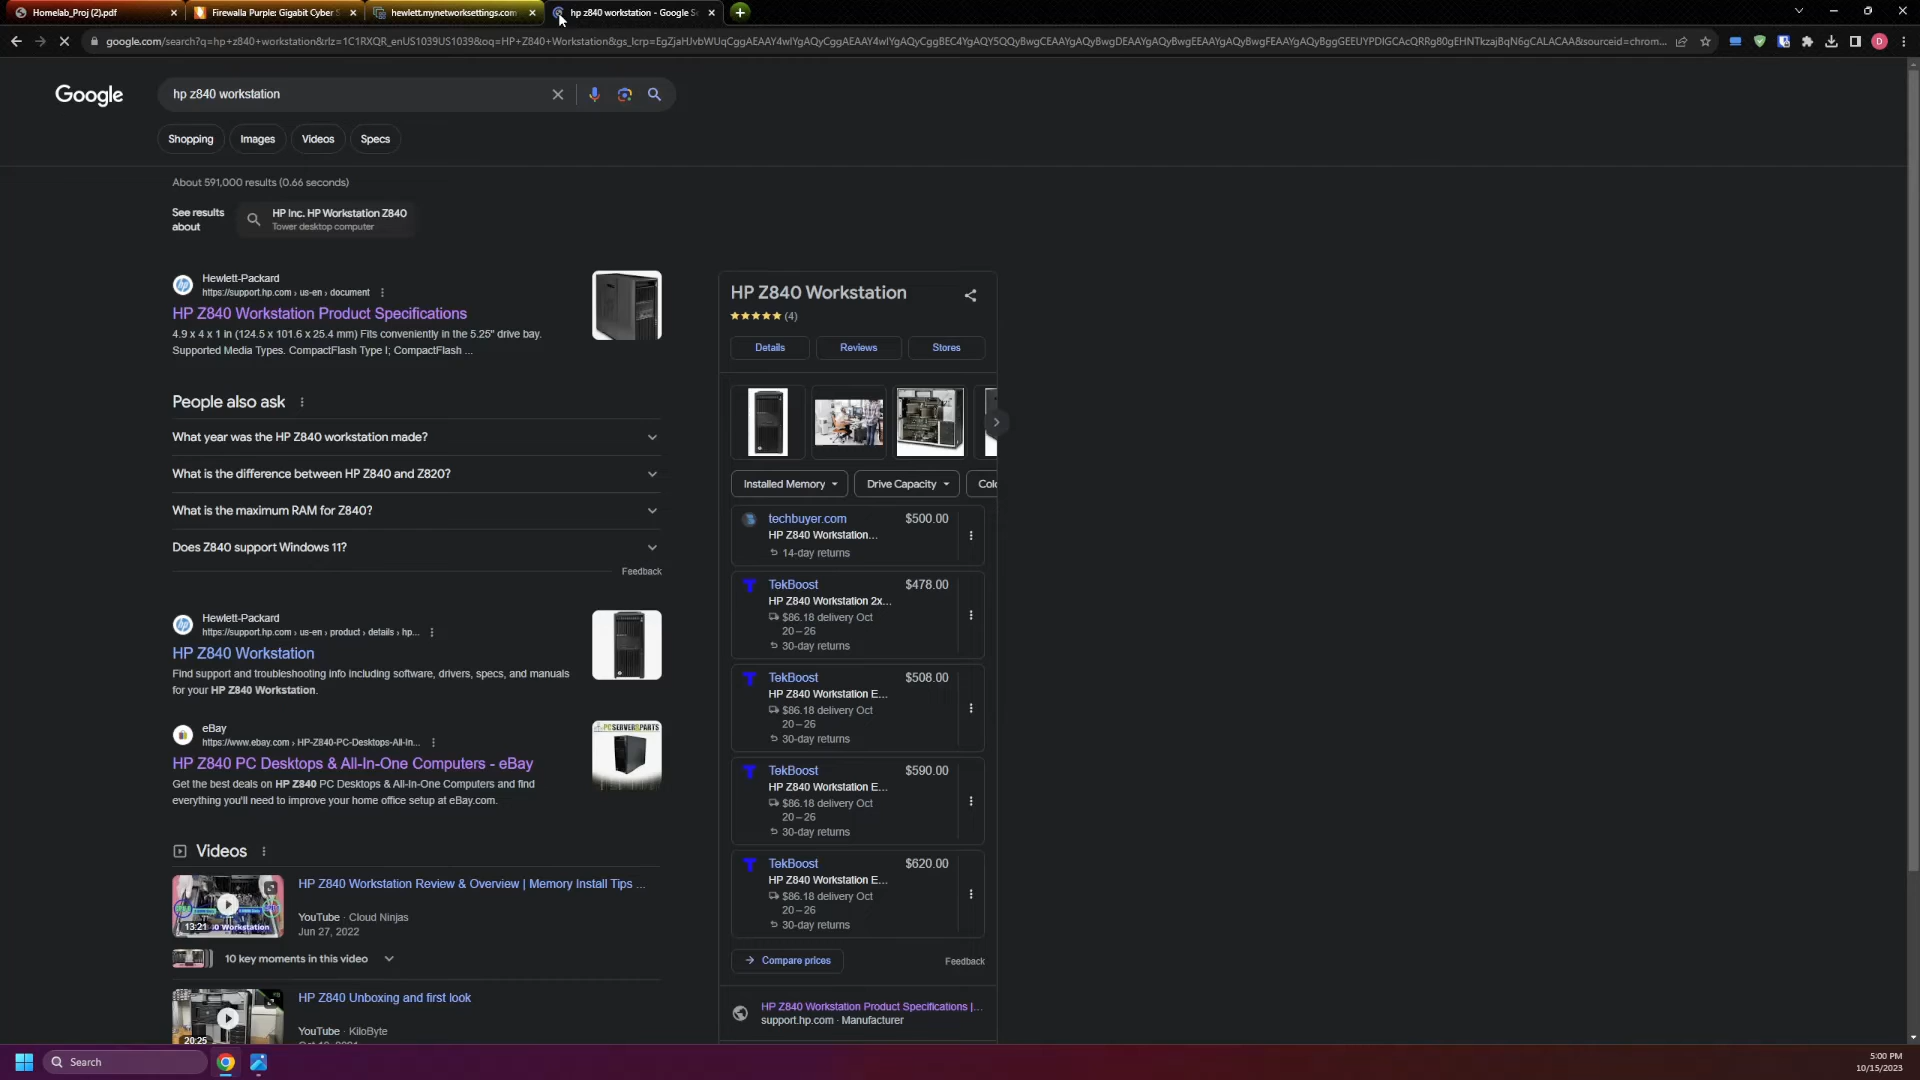 Homelab_Proj (2).pdf
Firewalla Purple: Gigabit Cyber S
hewlett.mynetworksettings.com
hp z840 workstation - Google Se
Google
hp z840 workstation
Shopping
Images
Videos
Specs
About 591,000 results (0.66 seconds)
See results
about
HP Inc. HP Workstation Z840
Tower desktop computer
Hewlett-Packard
https://support.hp.com › us-en › document
HP Z840 Workstation Product Specifications
4.9 x 4 x 1 in (124.5 x 101.6 x 25.4 mm) Fits conveniently in the 5.25" drive bay.
Supported Media Types. CompactFlash Type I; CompactFlash ...
People also ask
What year was the HP Z840 workstation made?
What is the difference between HP Z840 and Z820?
What is the maximum RAM for Z840?
Does Z840 support Windows 11?
Feedback
Hewlett-Packard
https://support.hp.com › us-en › product › details › hp...
HP Z840 Workstation
Find support and troubleshooting info including software, drivers, specs, and manuals
for your HP Z840 Workstation.
eBay
https://www.ebay.com › HP-Z840-PC-Desktops-All-In...
HP Z840 PC Desktops & All-In-One Computers - eBay
Get the best deals on HP Z840 PC Desktops & All-In-One Computers and find
everything you'll need to improve your home office setup at eBay.com.
PCSERVER&PARTS
Videos
HP Z840 Workstation Review & Overview | Memory Install Tips ...
YouTube · Cloud Ninjas
Jun 27, 2022
13:21
10 key moments in this video
HP Z840 Unboxing and first look
YouTube · KiloByte
20:25
HP Z840 Workstation
(4)
Details
Reviews
Stores
Installed Memory
Drive Capacity
Colo
techbuyer.com $500.00
HP Z840 Workstation...
14-day returns
TekBoost $478.00
HP Z840 Workstation 2x...
$86.18 delivery Oct
20 – 26
30-day returns
TekBoost $508.00
HP Z840 Workstation E...
$86.18 delivery Oct
20 – 26
30-day returns
TekBoost $590.00
HP Z840 Workstation E...
$86.18 delivery Oct
20 – 26
30-day returns
TekBoost $620.00
HP Z840 Workstation E...
$86.18 delivery Oct
20 – 26
30-day returns
Compare prices
Feedback
HP Z840 Workstation Product Specifications |...
support.hp.com · Manufacturer
Search
5:00 PM
10/15/2023